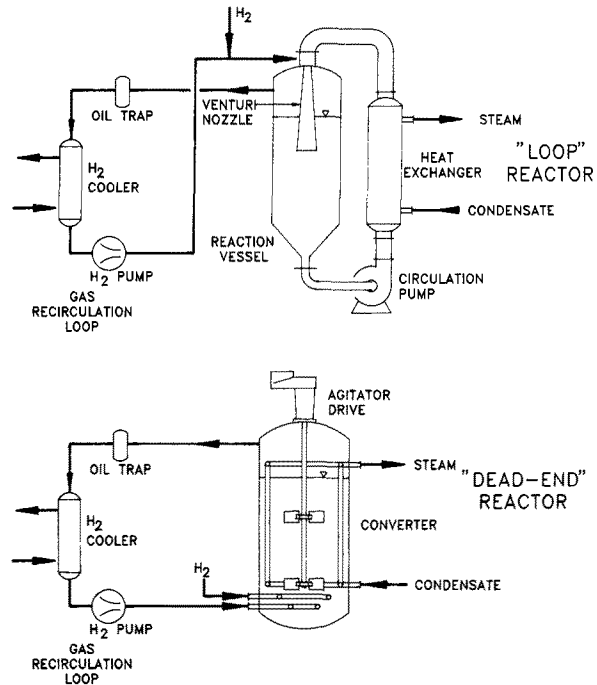 H2
OIL TRAP
VENTURI
NOZZLE
STEAM
"LOOP"
REACTOR
H2
COOLER
HEAT
EXCHANGER
CONDENSATE
REACTION
VESSEL
H2 PUMP
CIRCULATION
PUMP
GAS
RECIRCULATION
LOOP
AGITATOR
DRIVE
OIL TRAP
STEAM
"DEAD-END"
REACTOR
H2
COOLER
CONVERTER
H2
CONDENSATE
H2 PUMP
GAS
RECIRCULATION
LOOP